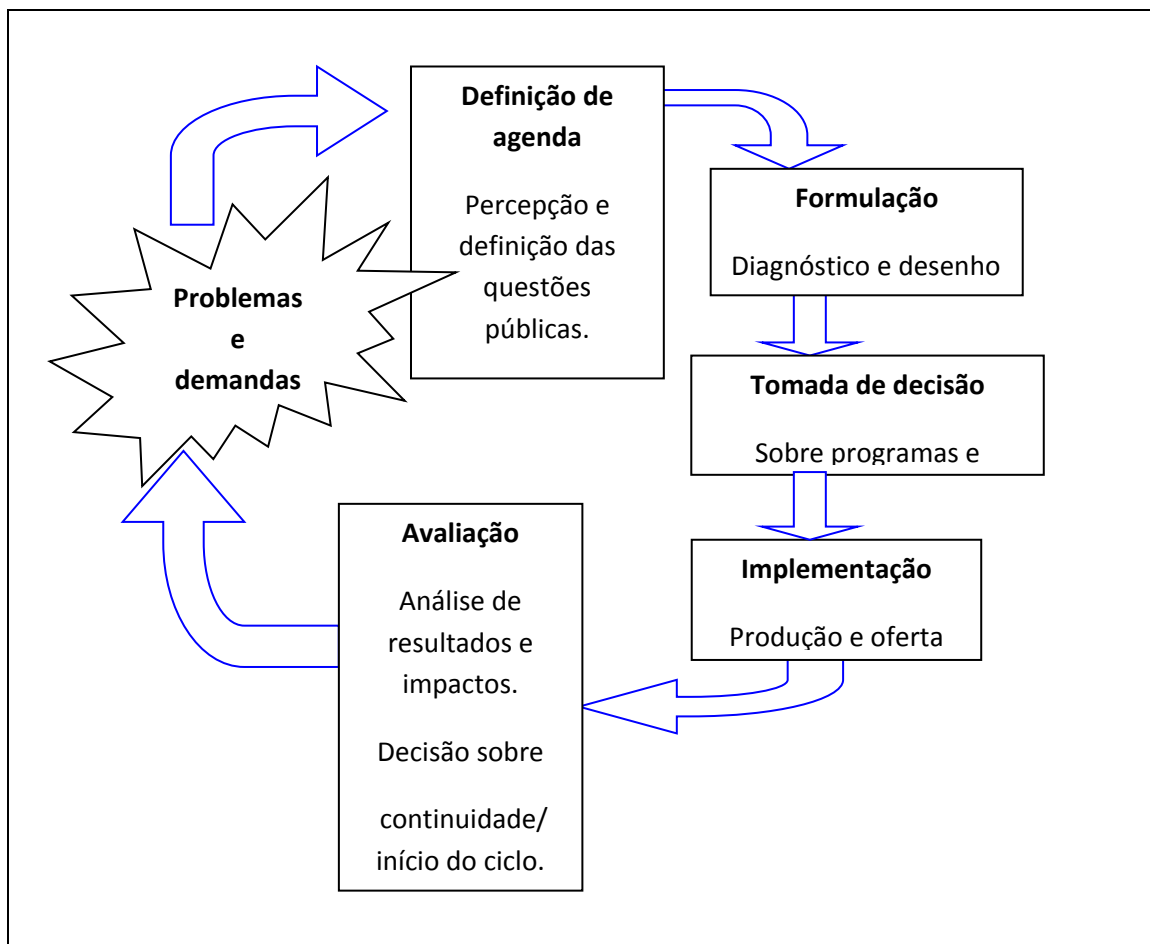 Problemas
e
demandas
Definição de
agenda
Percepção e
definição das
questões
públicas.
Formulação
Diagnóstico e desenho
Tomada de decisão
Sobre programas e
Implementação
Produção e oferta
Avaliação
Análise de
resultados e
impactos.
Decisão sobre
continuidade/
início do ciclo.